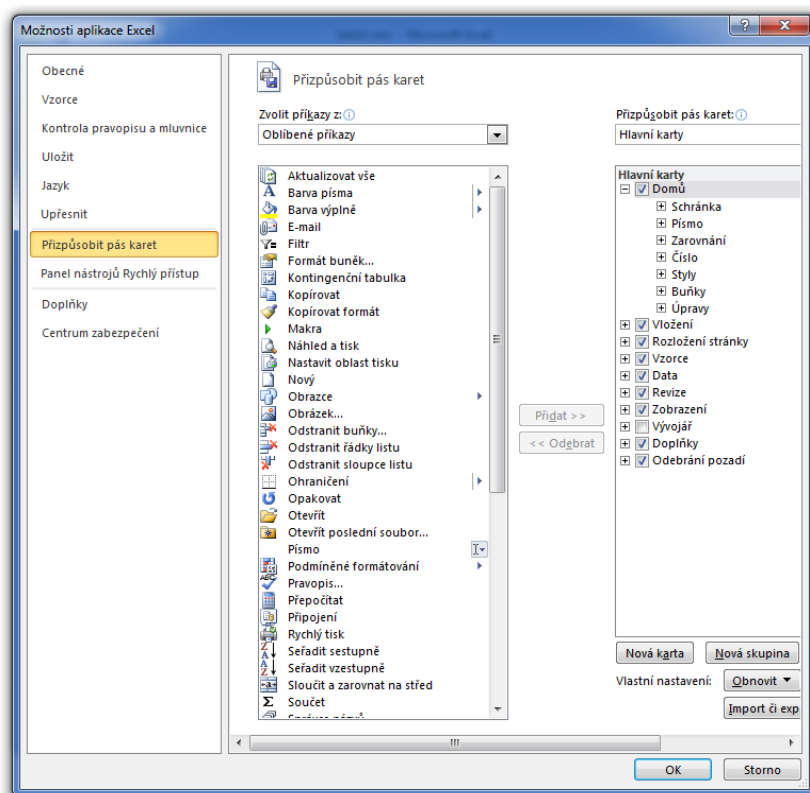 Možnosti aplikace Excel
Obecné
Vzorce
Kontrola pravopisu a mluvnice
Uložit
Jazyk
Upřesnit
Přizpůsobit pás karet
Panel nástrojů Rychlý přístup
Doplňky
Centrum zabezpečení
Přizpůsobit pás karet
Zvolit příkazy z:
Oblíbené příkazy
Aktualizovat vše
Barva písma
Barva výplně
E-mail
Filtr
Formát buněk...
Kontingenční tabulka
Kopírovat
Kopírovat formát
Makra
Náhled a tisk
Nastavit oblast tisku
Nový
Obrazce
Obrázek...
Odstranit buňky...
Odstranit řádky listu
Odstranit sloupce listu
Ohraničení
Opakovat
Otevřít
Otevřít poslední soubor...
Písmo
Podmíněné formátování
Pravopis...
Přepočítat
Připojení
Rychlý tisk
Seřadit sestupně
Seřadit vzestupně
Sloučit a zarovnat na střed
Součet
Přidat >>
<< Odebrat
Přizpůsobit pás karet:
Hlavní karty
Hlavní karty
Domů
Schránka
Písmo
Zarovnání
Číslo
Styly
Buňky
Úpravy
Vložení
Rozložení stránky
Vzorce
Data
Revize
Zobrazení
Vývojář
Doplňky
Odebrání pozadí
Nová karta
Nová skupina
Vlastní nastavení:
Obnovit
Import či exp
OK
Storno